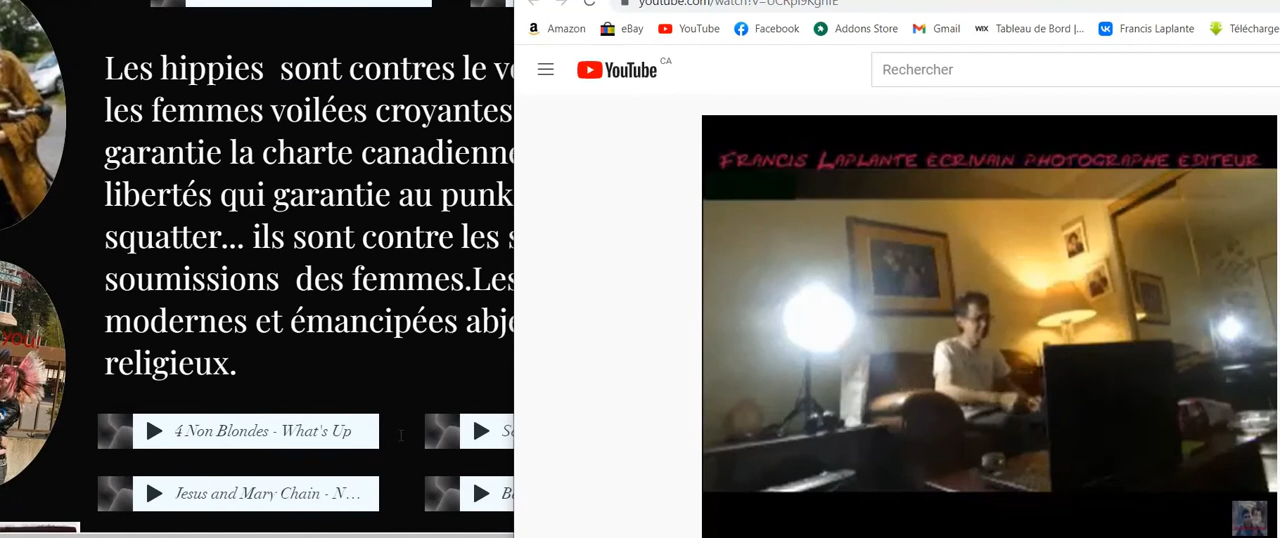 Les hippies sont contres le v
les femmes voilées croyantes
garantie la charte canadienn
libertés qui garantie au punk
squatter... ils sont contre les s
soumissions des femmes.Les
modernes et émancipées abj
religieux.
4 Non Blondes - What's Up
Jesus and Mary Chain - N...
you!
Amazon eBay YouTube Facebook Addons Store Gmail WIX Tableau de Bord |... Francis Laplante Télécharge
YouTube CA
Rechercher
FRANCIS LAPLANTE ECRIVAIN PHOTOGRAPHE EDITEUR